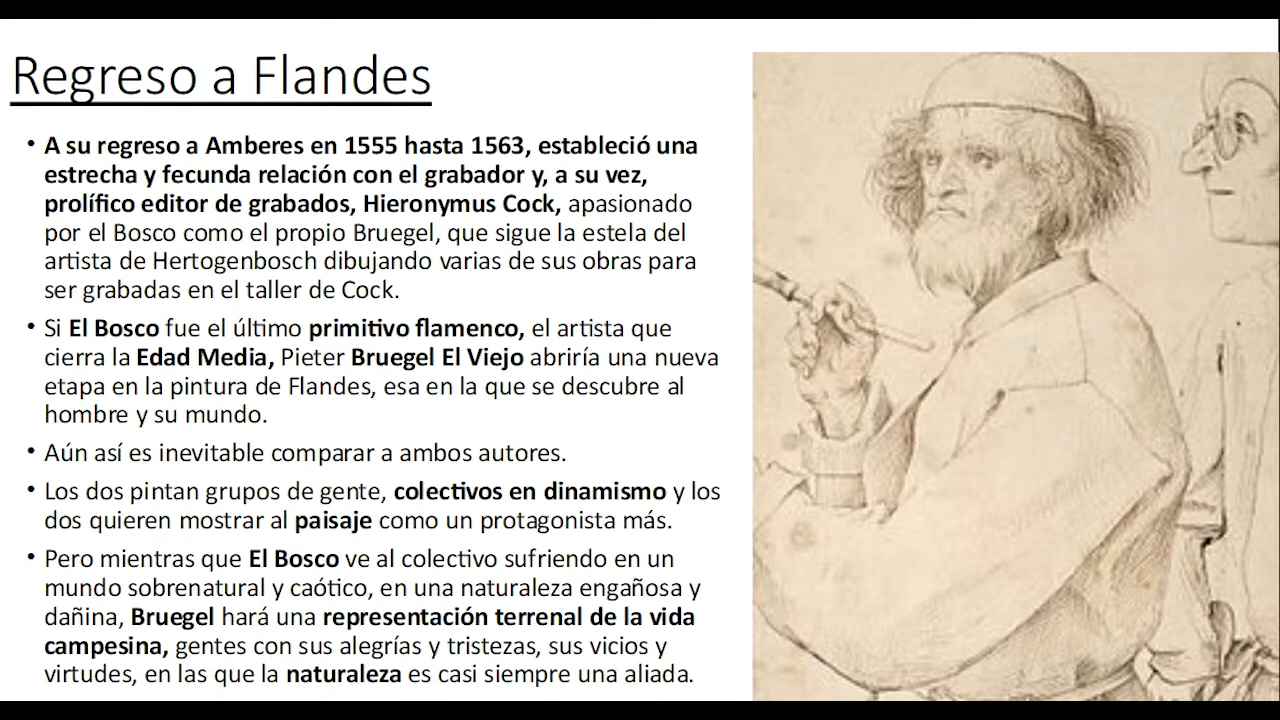 Regreso a Flandes
• A su regreso a Amberes en 1555 hasta 1563, estableció una
estrecha y fecunda relación con el grabador y, a su vez,
prolífico editor de grabados, Hieronymus Cock, apasionado
por el Bosco como el propio Bruegel, que sigue la estela del
artista de Hertogenbosch dibujando varias de sus obras para
ser grabadas en el taller de Cock.
• Si El Bosco fue el último primitivo flamenco, el artista que
cierra la Edad Media, Pieter Bruegel El Viejo abriría una nueva
etapa en la pintura de Flandes, esa en la que se descubre al
hombre y su mundo.
• Aún así es inevitable comparar a ambos autores.
• Los dos pintan grupos de gente, colectivos en dinamismo y los
dos quieren mostrar al paisaje como un protagonista más.
• Pero mientras que El Bosco ve al colectivo sufriendo en un
mundo sobrenatural y caótico, en una naturaleza engañosa y
dañina, Bruegel hará una representación terrenal de la vida
campesina, gentes con sus alegrías y tristezas, sus vicios y
virtudes, en las que la naturaleza es casi siempre una aliada.